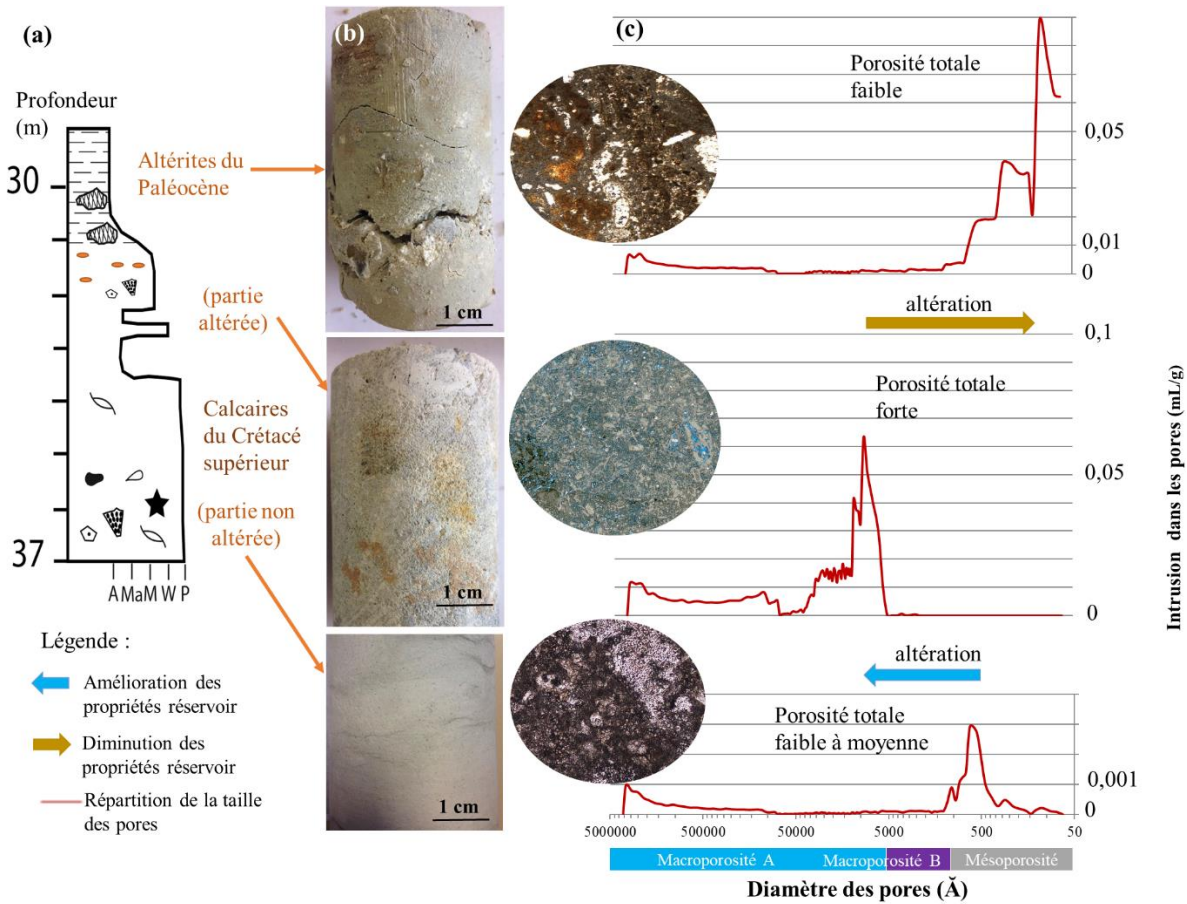 (a)
Profondeur
(m)
30
37
A MaM W P
Légende :
Amélioration des
propriétés réservoir
Diminution des
propriétés réservoir
Répartition de la taille
des pores
(b)
Altérites du
Paléocène
(partie
altérée)
Calcaires
du Crétacé
supérieur
(partie non
altérée)
1 cm
1 cm
1 cm
(c)
Porosité totale
faible
0,05
0,01
0
altération
0,1
Porosité totale
forte
0,05
0
altération
Porosité totale
faible à moyenne
0,001
0
Intrusion dans les pores (mL/g)
5000000 500000 50000 5000 500 50
Macroporosité A Macroporosité B Mésoporosité
Diamètre des pores (Ă)